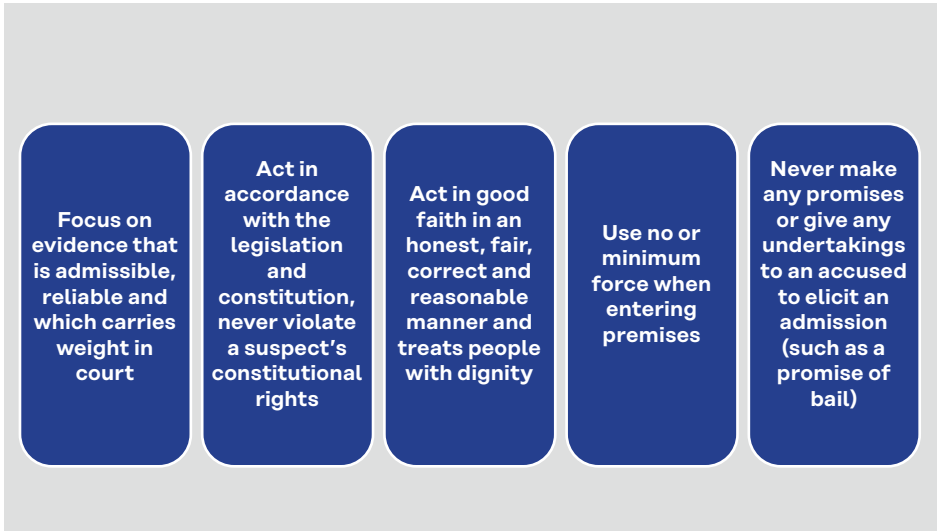 Focus on
evidence that
is admissible,
reliable and
which carries
weight in
court
Act in
accordance
with the
legislation
and
constitution,
never violate
a suspect's
constitutional
rights
Act in good
faith in an
honest, fair,
correct and
reasonable
manner and
treats people
with dignity
Use no or
minimum
force when
entering
premises
Never make
any promises
or give any
undertakings
to an accused
to elicit an
admission
(such as a
promise of
bail)